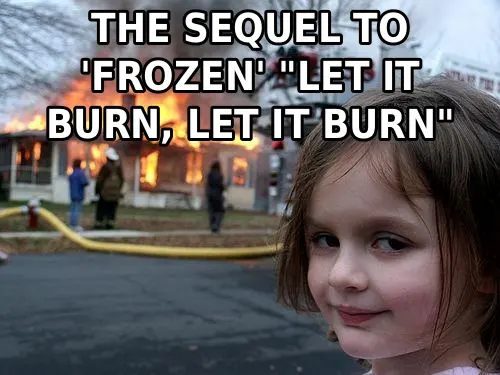 THE SEQUEL TO
'FROZEN' "LET IT
BURN, LET IT BURN"